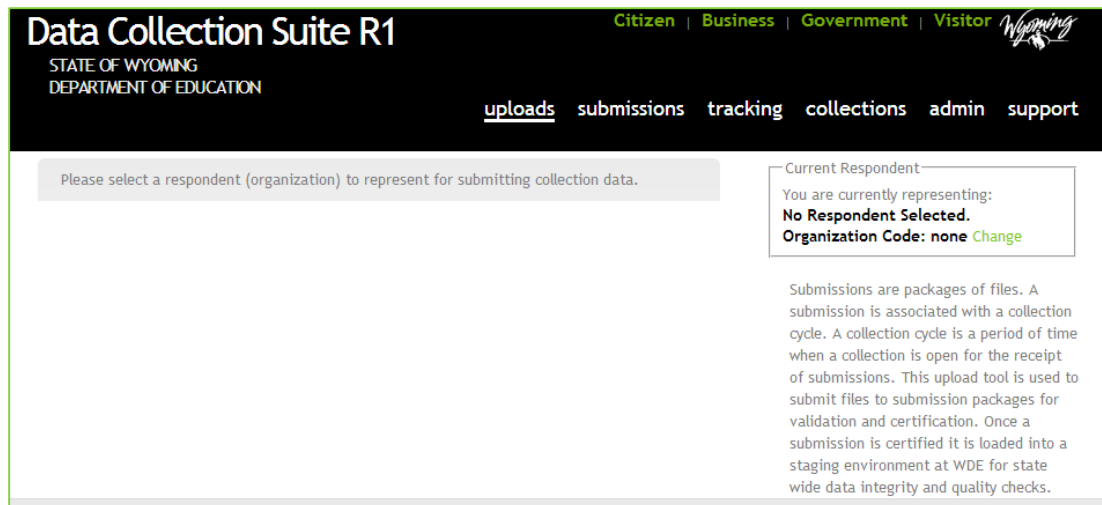 Data Collection Suite R1
STATE OF WYOMING
DEPARTMENT OF EDUCATION
Citizen | Business | Government | Visitor Wyoming
uploads submissions tracking collections admin support
Please select a respondent (organization) to represent for submitting collection data.
Current Respondent
You are currently representing:
No Respondent Selected.
Organization Code: none Change
Submissions are packages of files. A
submission is associated with a collection
cycle. A collection cycle is a period of time
when a collection is open for the receipt
of submissions. This upload tool is used to
submit files to submission packages for
validation and certification. Once a
submission is certified it is loaded into a
staging environment at WDE for state
wide data integrity and quality checks.